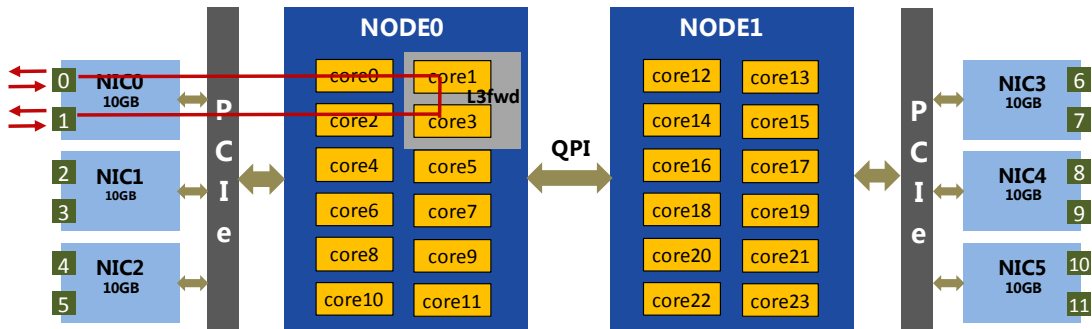 NODE0
NODE1
0
NIC0
10GB
1
2
NIC1
10GB
3
4
NIC2
10GB
5
PCIe
core0
core1
L3fwd
core2
core3
core4
core5
core6
core7
core8
core9
core10
core11
QPI
core12
core13
core14
core15
core16
core17
core18
core19
core20
core21
core22
core23
PCIe
NIC3
10GB
6
7
NIC4
10GB
8
9
NIC5
10GB
10
11